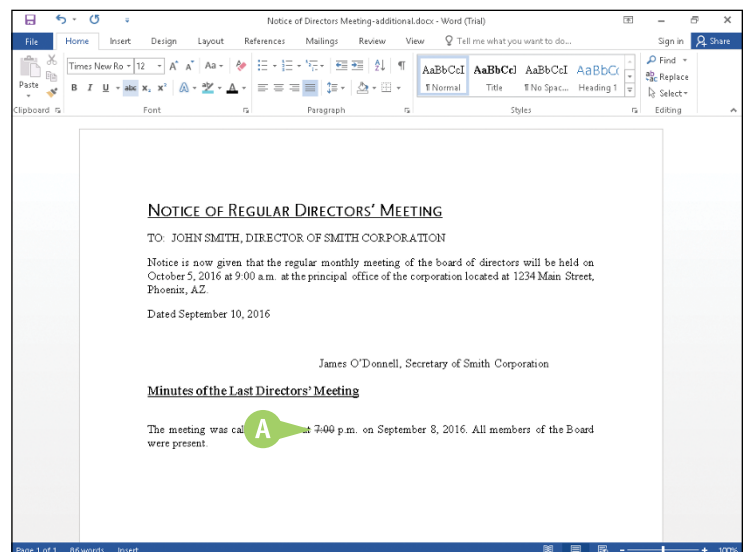 Notice of Directors Meeting-additional.docx - Word (Trial)
File Home Insert Design Layout References Mailings Review View Tell me what you want to do... Sign in Share
Times New Ro 12 A A Aa Find
Paste AaBbCcI AaBbCcI AaBbCcI AaBbC Replace
B I U abc x₂ x² A A ¶ Normal Title ¶ No Spac... Heading 1 Select
Clipboard Font Paragraph Styles Editing
NOTICE OF REGULAR DIRECTORS' MEETING
TO: JOHN SMITH, DIRECTOR OF SMITH CORPORATION
Notice is now given that the regular monthly meeting of the board of directors will be held on
October 5, 2016 at 9:00 a.m. at the principal office of the corporation located at 1234 Main Street,
Phoenix, AZ.
Dated September 10, 2016
James O'Donnell, Secretary of Smith Corporation
Minutes of the Last Directors' Meeting
The meeting was cal A at 7:00 p.m. on September 8, 2016. All members of the Board
were present.
Page 1 of 1 86 words Insert 100%